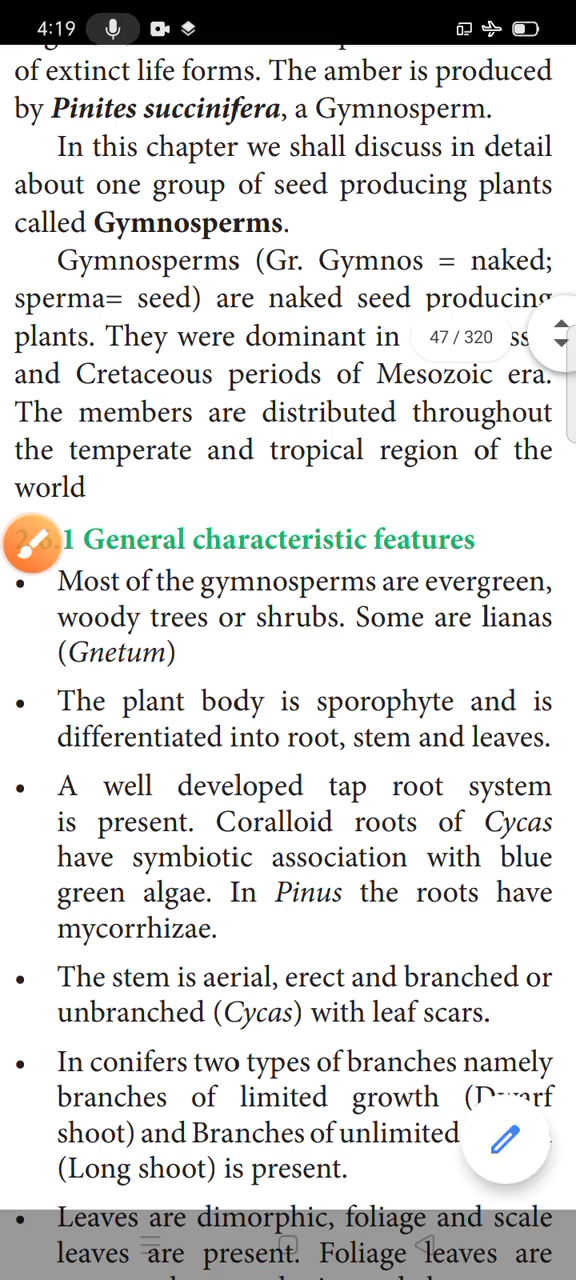 4:19
of extinct life forms. The amber is produced
by Pinites succinifera, a Gymnosperm.
In this chapter we shall discuss in detail
about one group of seed producing plants
called Gymnosperms.
Gymnosperms (Gr. Gymnos = naked;
sperma= seed) are naked seed producing
plants. They were dominant in
47 / 320
and Cretaceous periods of Mesozoic era.
The members are distributed throughout
the temperate and tropical region of the
world
1 General characteristic features
• Most of the gymnosperms are evergreen,
woody trees or shrubs. Some are lianas
(Gnetum)
• The plant body is sporophyte and is
differentiated into root, stem and leaves.
• A well developed tap root system
is present. Coralloid roots of Cycas
have symbiotic association with blue
green algae. In Pinus the roots have
mycorrhizae.
• The stem is aerial, erect and branched or
unbranched (Cycas) with leaf scars.
• In conifers two types of branches namely
branches of limited growth (Dwarf
shoot) and Branches of unlimited
(Long shoot) is present.
• Leaves are dimorphic, foliage and scale
leaves are present. Foliage leaves are